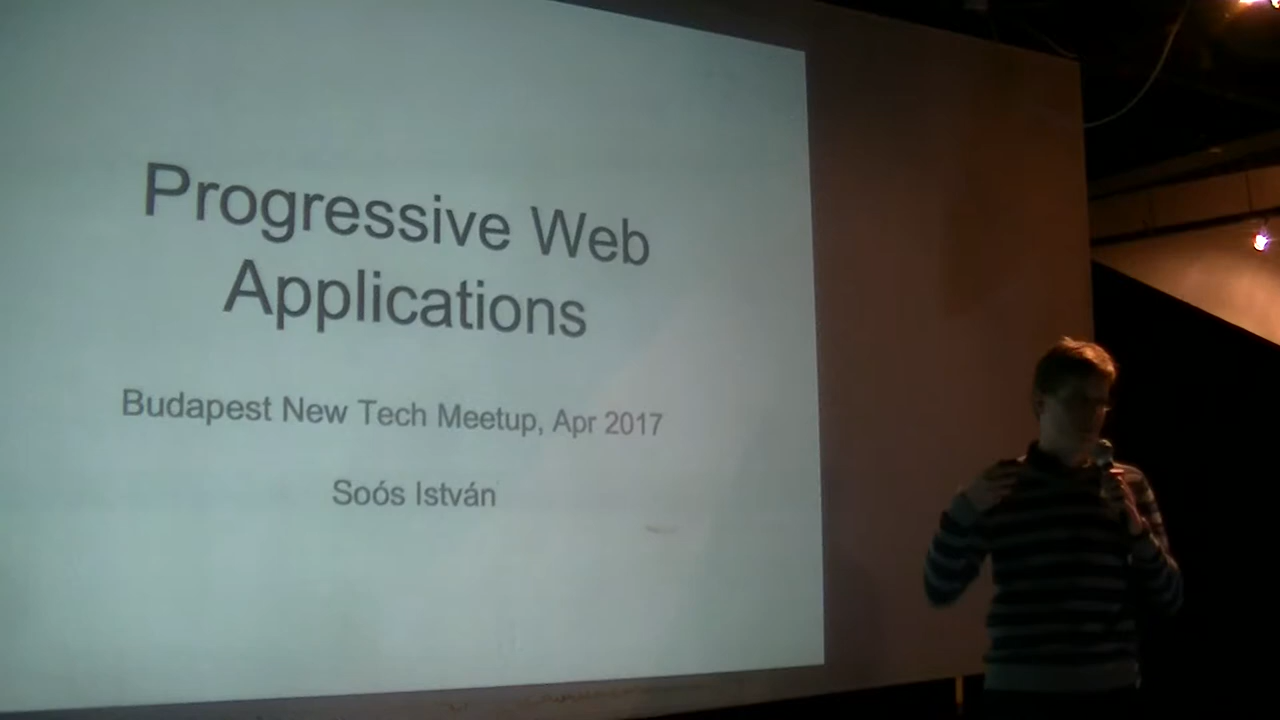 Progressive Web
Applications
Budapest New Tech Meetup, Apr 2017
Soós István